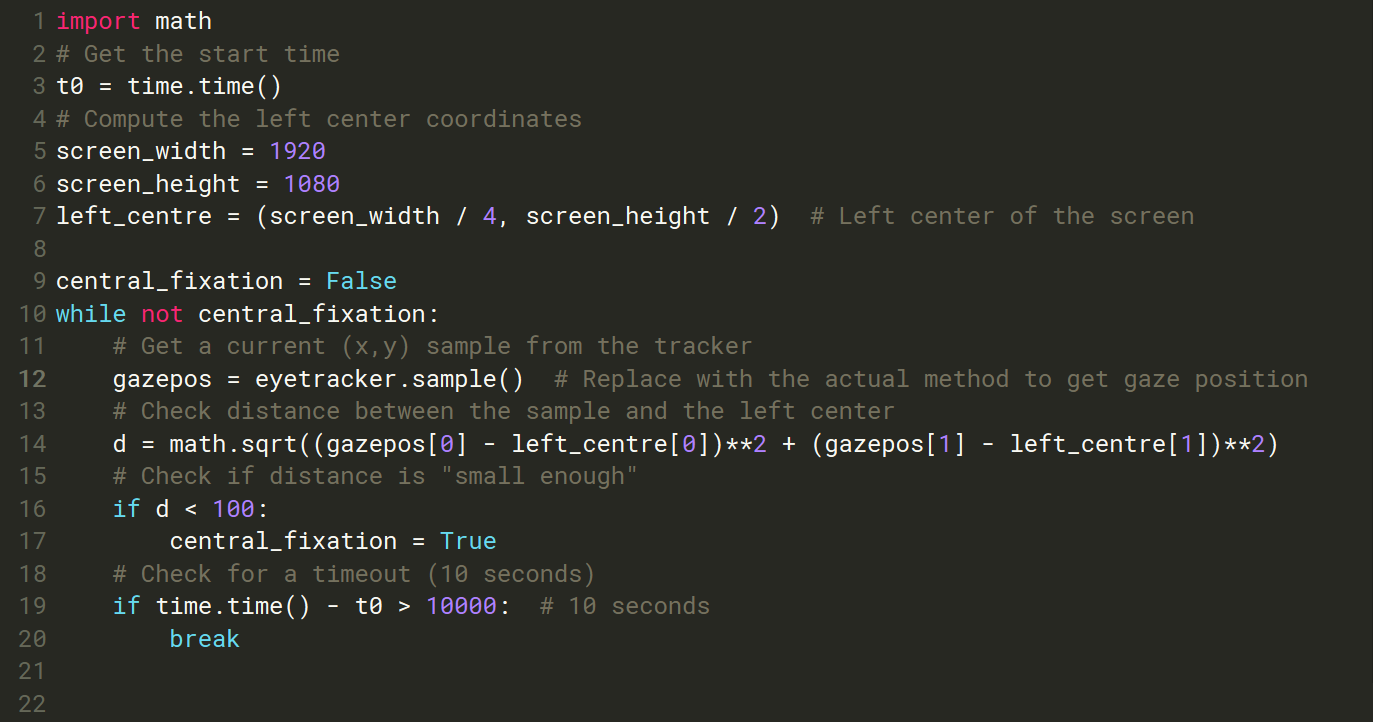 1 import math
2 # Get the start time
3 t0 = time.time()
4 # Compute the left center coordinates
5 screen_width = 1920
6 screen_height = 1080
7 left_centre = (screen_width / 4, screen_height / 2)  # Left center of the screen
8
9 central_fixation = False
10 while not central_fixation:
11     # Get a current (x,y) sample from the tracker
12     gazepos = eyetracker.sample()  # Replace with the actual method to get gaze position
13     # Check distance between the sample and the left center
14     d = math.sqrt((gazepos[0] - left_centre[0])**2 + (gazepos[1] - left_centre[1])**2)
15     # Check if distance is "small enough"
16     if d < 100:
17         central_fixation = True
18     # Check for a timeout (10 seconds)
19     if time.time() - t0 > 10000:  # 10 seconds
20         break
21
22